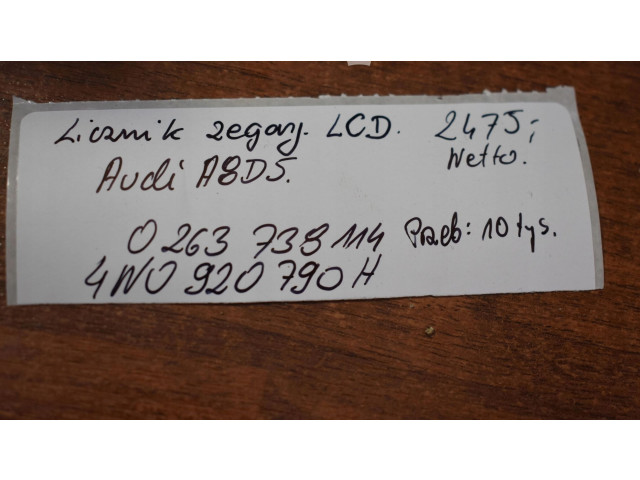 Licznik zegary. LCD. 2475,-
Netto.
Audi A8D5.
0 263 738 114 Przeb: 10 tys.
4N0 920 790 H